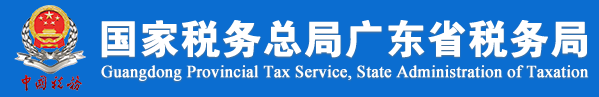 国家税务总局广东省税务局
Guangdong Provincial Tax Service, State Administration of Taxation
中国税务